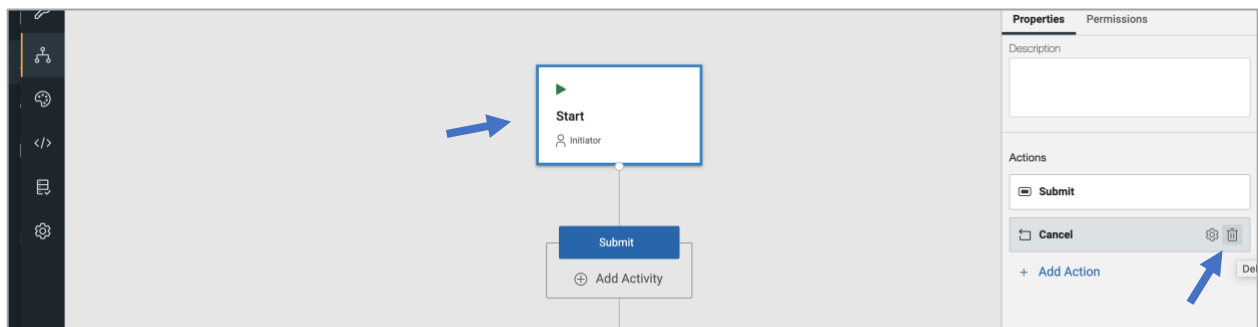 Properties Permissions
Description
Start
Initiator
Actions
Submit
Cancel
Submit
Add Activity
+ Add Action